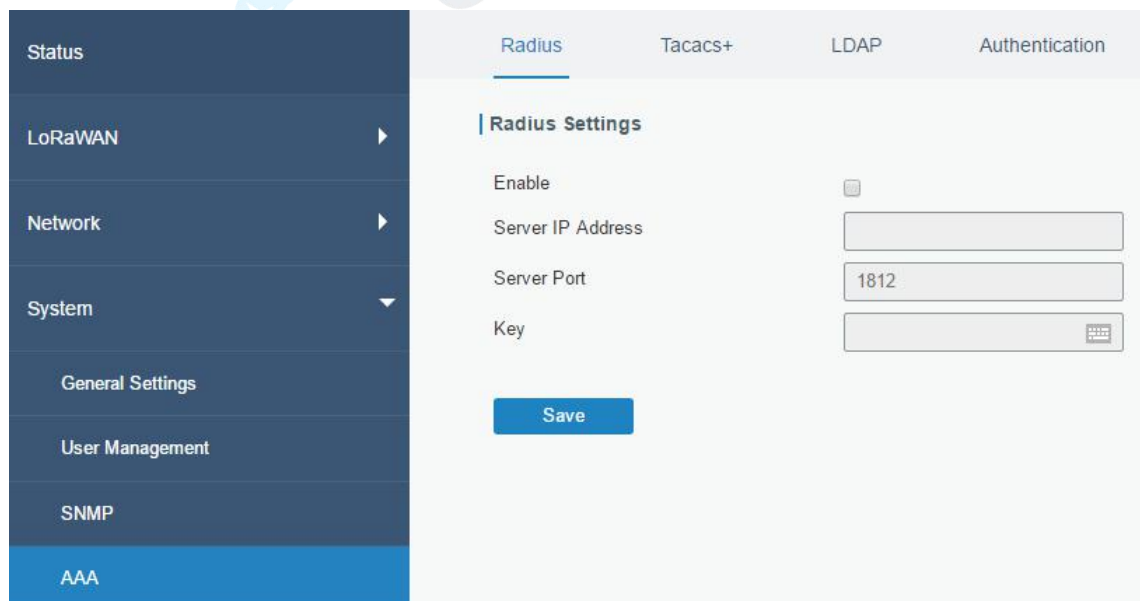 Status
LoRaWAN
Network
System
General Settings
User Management
SNMP
AAA
Radius Tacacs+ LDAP Authentication
Radius Settings
Enable
Server IP Address
Server Port 1812
Key
Save